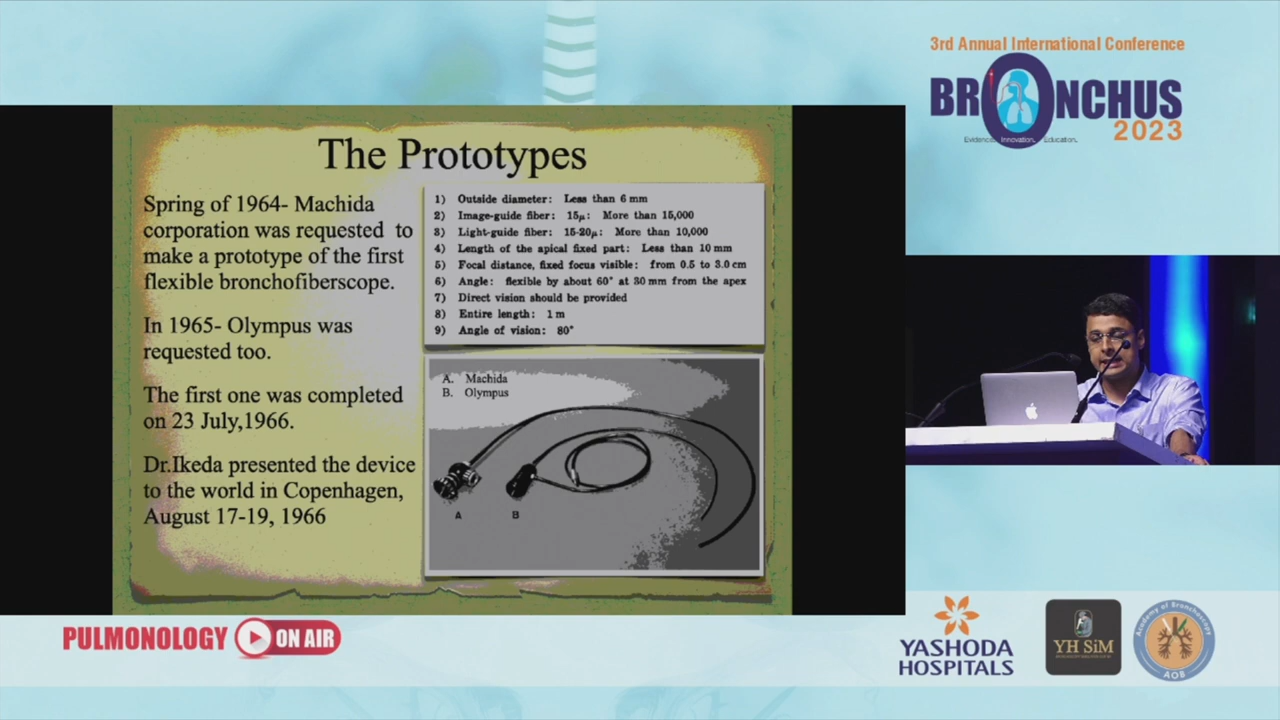 3rd Annual International Conference
BRONCHUS
2023
Evidence. Innovation. Education.
The Prototypes
Spring of 1964- Machida
corporation was requested to
make a prototype of the first
flexible bronchofiberscope.
In 1965- Olympus was
requested too.
The first one was completed
on 23 July,1966.
Dr.Ikeda presented the device
to the world in Copenhagen,
August 17-19, 1966
1) Outside diameter: Less than 6 mm
2) Image-guide fiber: 15μ: More than 15,000
3) Light-guide fiber: 15-20μ: More than 10,000
4) Length of the apical fixed part: Less than 10 mm
5) Focal distance, fixed focus visible: from 0.5 to 3.0 cm
6) Angle: flexible by about 60° at 30 mm from the apex
7) Direct vision should be provided
8) Entire length: 1 m
9) Angle of vision: 80°
A. Machida
B. Olympus
A B
PULMONOLOGY ON AIR
YASHODA
HOSPITALS
YH SiM
Academy of Bronchoscopy
AOB